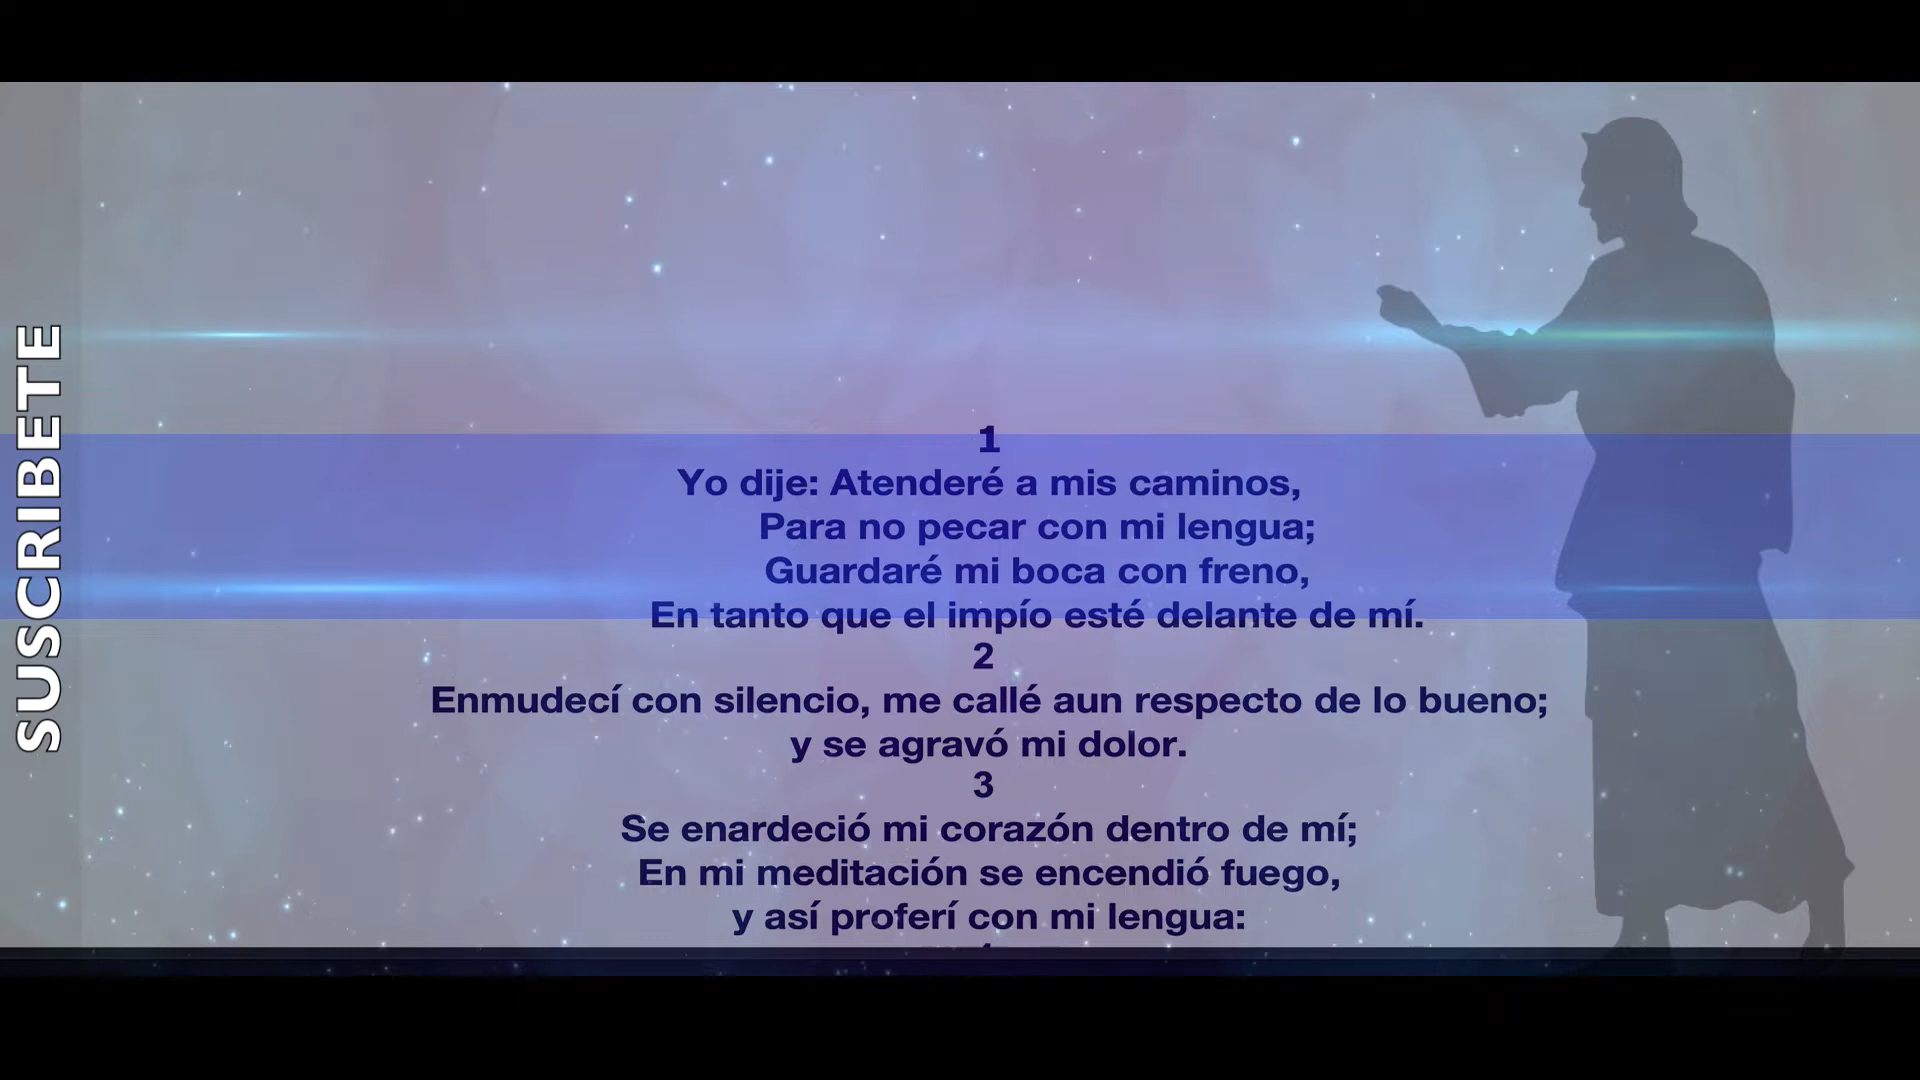 SUSCRIBETE
1
Yo dije: Atenderé a mis caminos,
Para no pecar con mi lengua;
Guardaré mi boca con freno,
En tanto que el impío esté delante de mí.
2
Enmudecí con silencio, me callé aun respecto de lo bueno;
y se agravó mi dolor.
3
Se enardeció mi corazón dentro de mí;
En mi meditación se encendió fuego,
y así proferí con mi lengua: